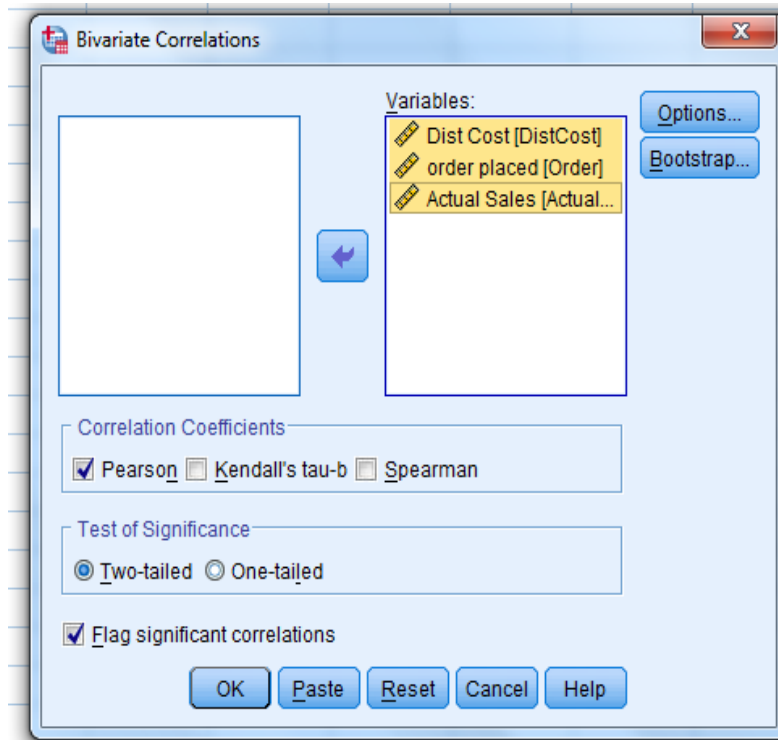 Bivariate Correlations
Variables:
Dist Cost [DistCost]
order placed [Order]
Actual Sales [Actual...
Options...
Bootstrap...
Correlation Coefficients
Pearson Kendall's tau-b Spearman
Test of Significance
Two-tailed One-tailed
Flag significant correlations
OK Paste Reset Cancel Help